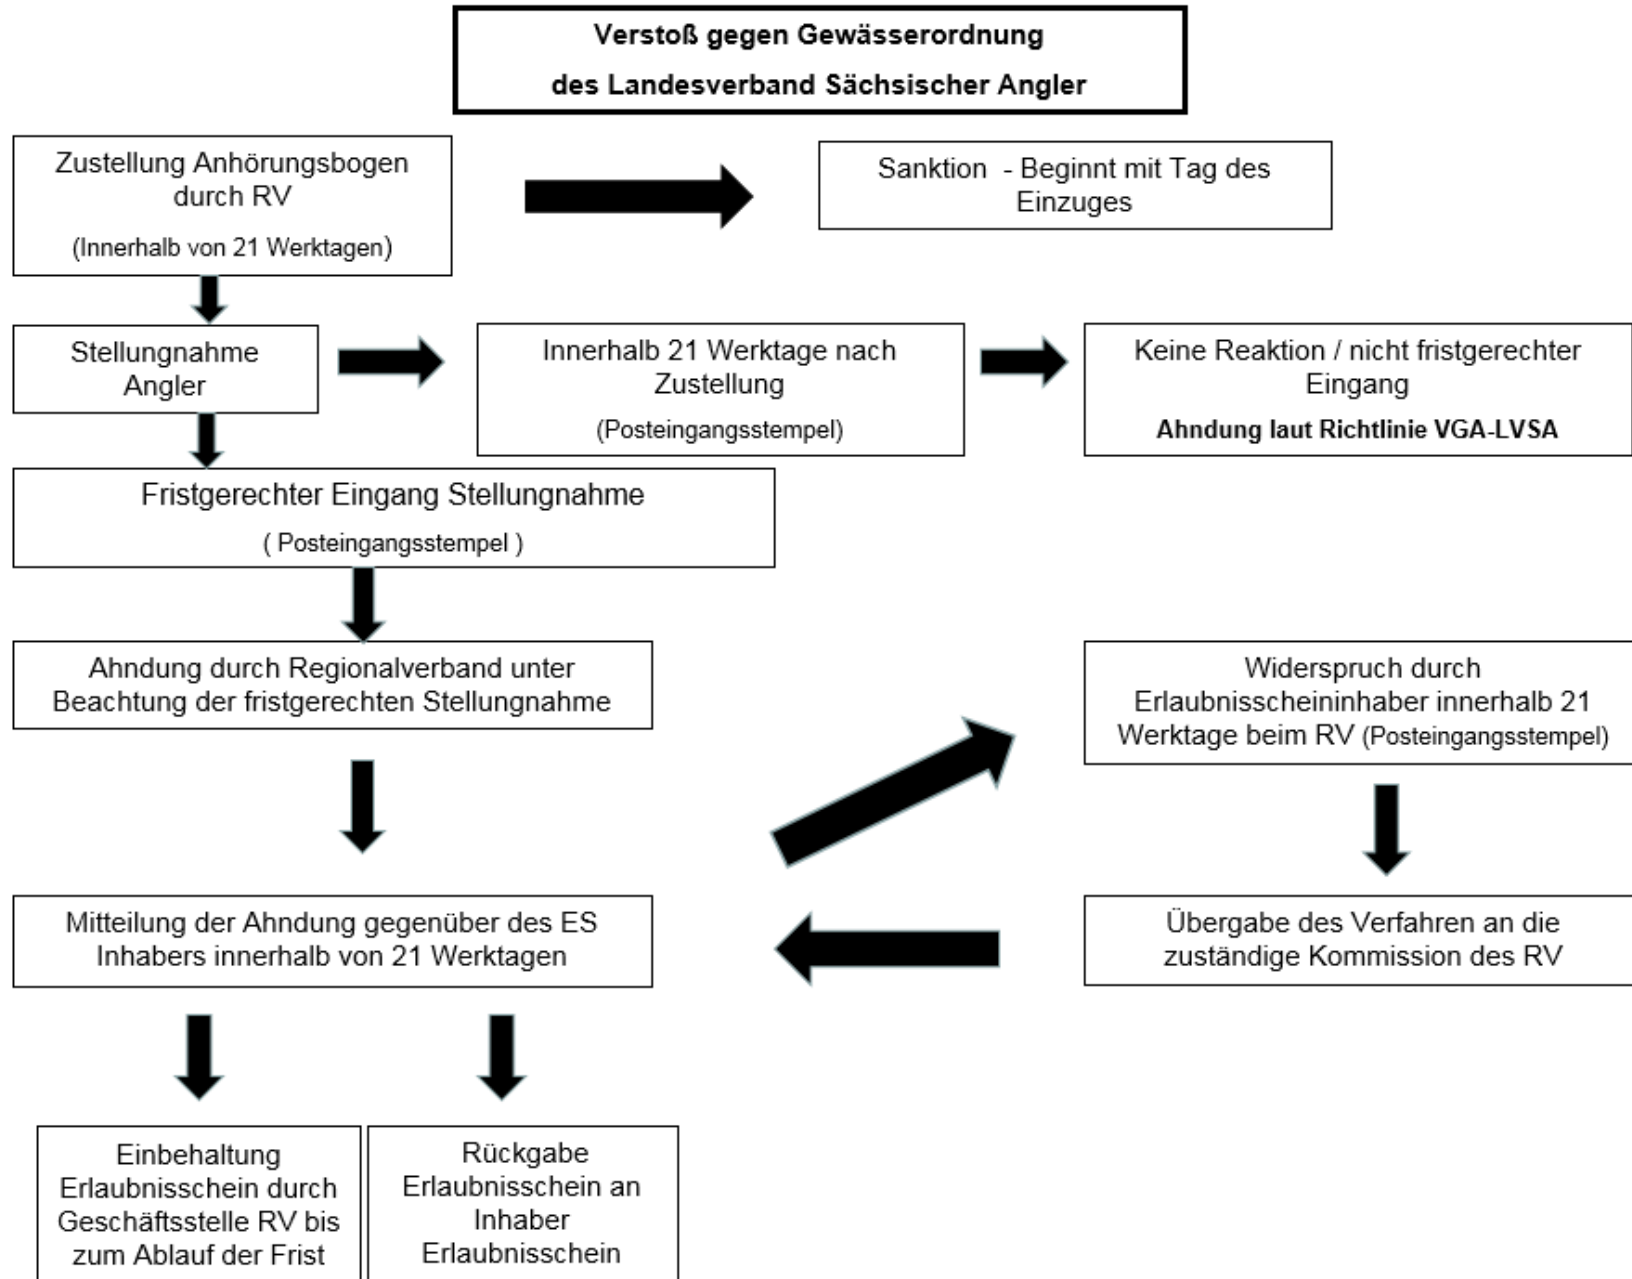 Verstoß gegen Gewässerordnung
des Landesverband Sächsischer Angler
Zustellung Anhörungsbogen
durch RV
(Innerhalb von 21 Werktagen)
Sanktion - Beginnt mit Tag des
Einzuges
Stellungnahme
Angler
Innerhalb 21 Werktage nach
Zustellung
(Posteingangsstempel)
Keine Reaktion / nicht fristgerechter
Eingang
Ahndung laut Richtlinie VGA-LVSA
Fristgerechter Eingang Stellungnahme
( Posteingangsstempel )
Ahndung durch Regionalverband unter
Beachtung der fristgerechten Stellungnahme
Widerspruch durch
Erlaubnisscheininhaber innerhalb 21
Werktage beim RV (Posteingangsstempel)
Mitteilung der Ahndung gegenüber des ES
Inhabers innerhalb von 21 Werktagen
Übergabe des Verfahren an die
zuständige Kommission des RV
Einbehaltung
Erlaubnisschein durch
Geschäftsstelle RV bis
zum Ablauf der Frist
Rückgabe
Erlaubnisschein an
Inhaber
Erlaubnisschein